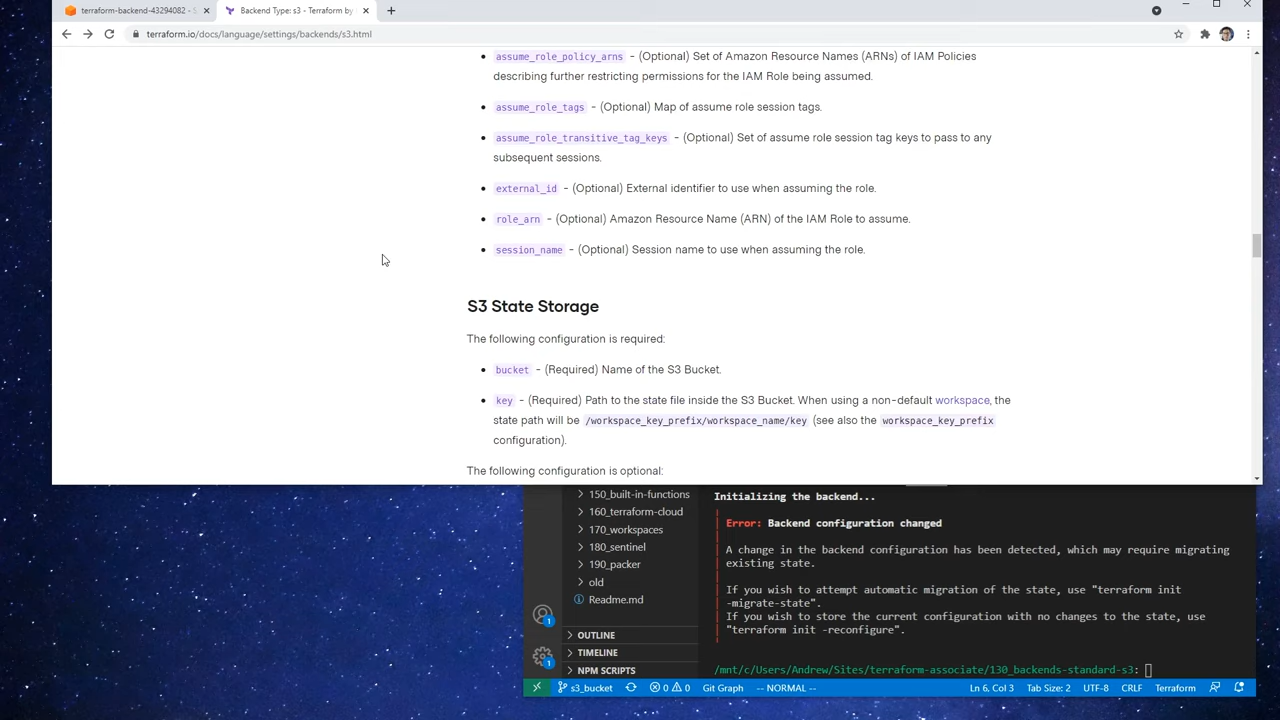 terraform-backend-43294082 - S
Backend Type: s3 - Terraform by
terraform.io/docs/language/settings/backends/s3.html
assume_role_policy_arns - (Optional) Set of Amazon Resource Names (ARNs) of IAM Policies
describing further restricting permissions for the IAM Role being assumed.
assume_role_tags - (Optional) Map of assume role session tags.
assume_role_transitive_tag_keys - (Optional) Set of assume role session tag keys to pass to any
subsequent sessions.
external_id - (Optional) External identifier to use when assuming the role.
role_arn - (Optional) Amazon Resource Name (ARN) of the IAM Role to assume.
session_name - (Optional) Session name to use when assuming the role.
S3 State Storage
The following configuration is required:
bucket - (Required) Name of the S3 Bucket.
key - (Required) Path to the state file inside the S3 Bucket. When using a non-default workspace, the
state path will be /workspace_key_prefix/workspace_name/key (see also the workspace_key_prefix
configuration).
The following configuration is optional:
150_built-in-functions
160_terraform-cloud
170_workspaces
180_sentinel
190_packer
old
Readme.md
OUTLINE
TIMELINE
NPM SCRIPTS
Initializing the backend...
Error: Backend configuration changed
A change in the backend configuration has been detected, which may require migrating
existing state.
If you wish to attempt automatic migration of the state, use "terraform init
-migrate-state".
If you wish to store the current configuration with no changes to the state, use
"terraform init -reconfigure".
/mnt/c/Users/Andrew/Sites/terraform-associate/130_backends-standard-s3:
1
1
s3_bucket
0
0
Git Graph
-- NORMAL --
Ln 6, Col 3
Tab Size: 2
UTF-8
CRLF
Terraform